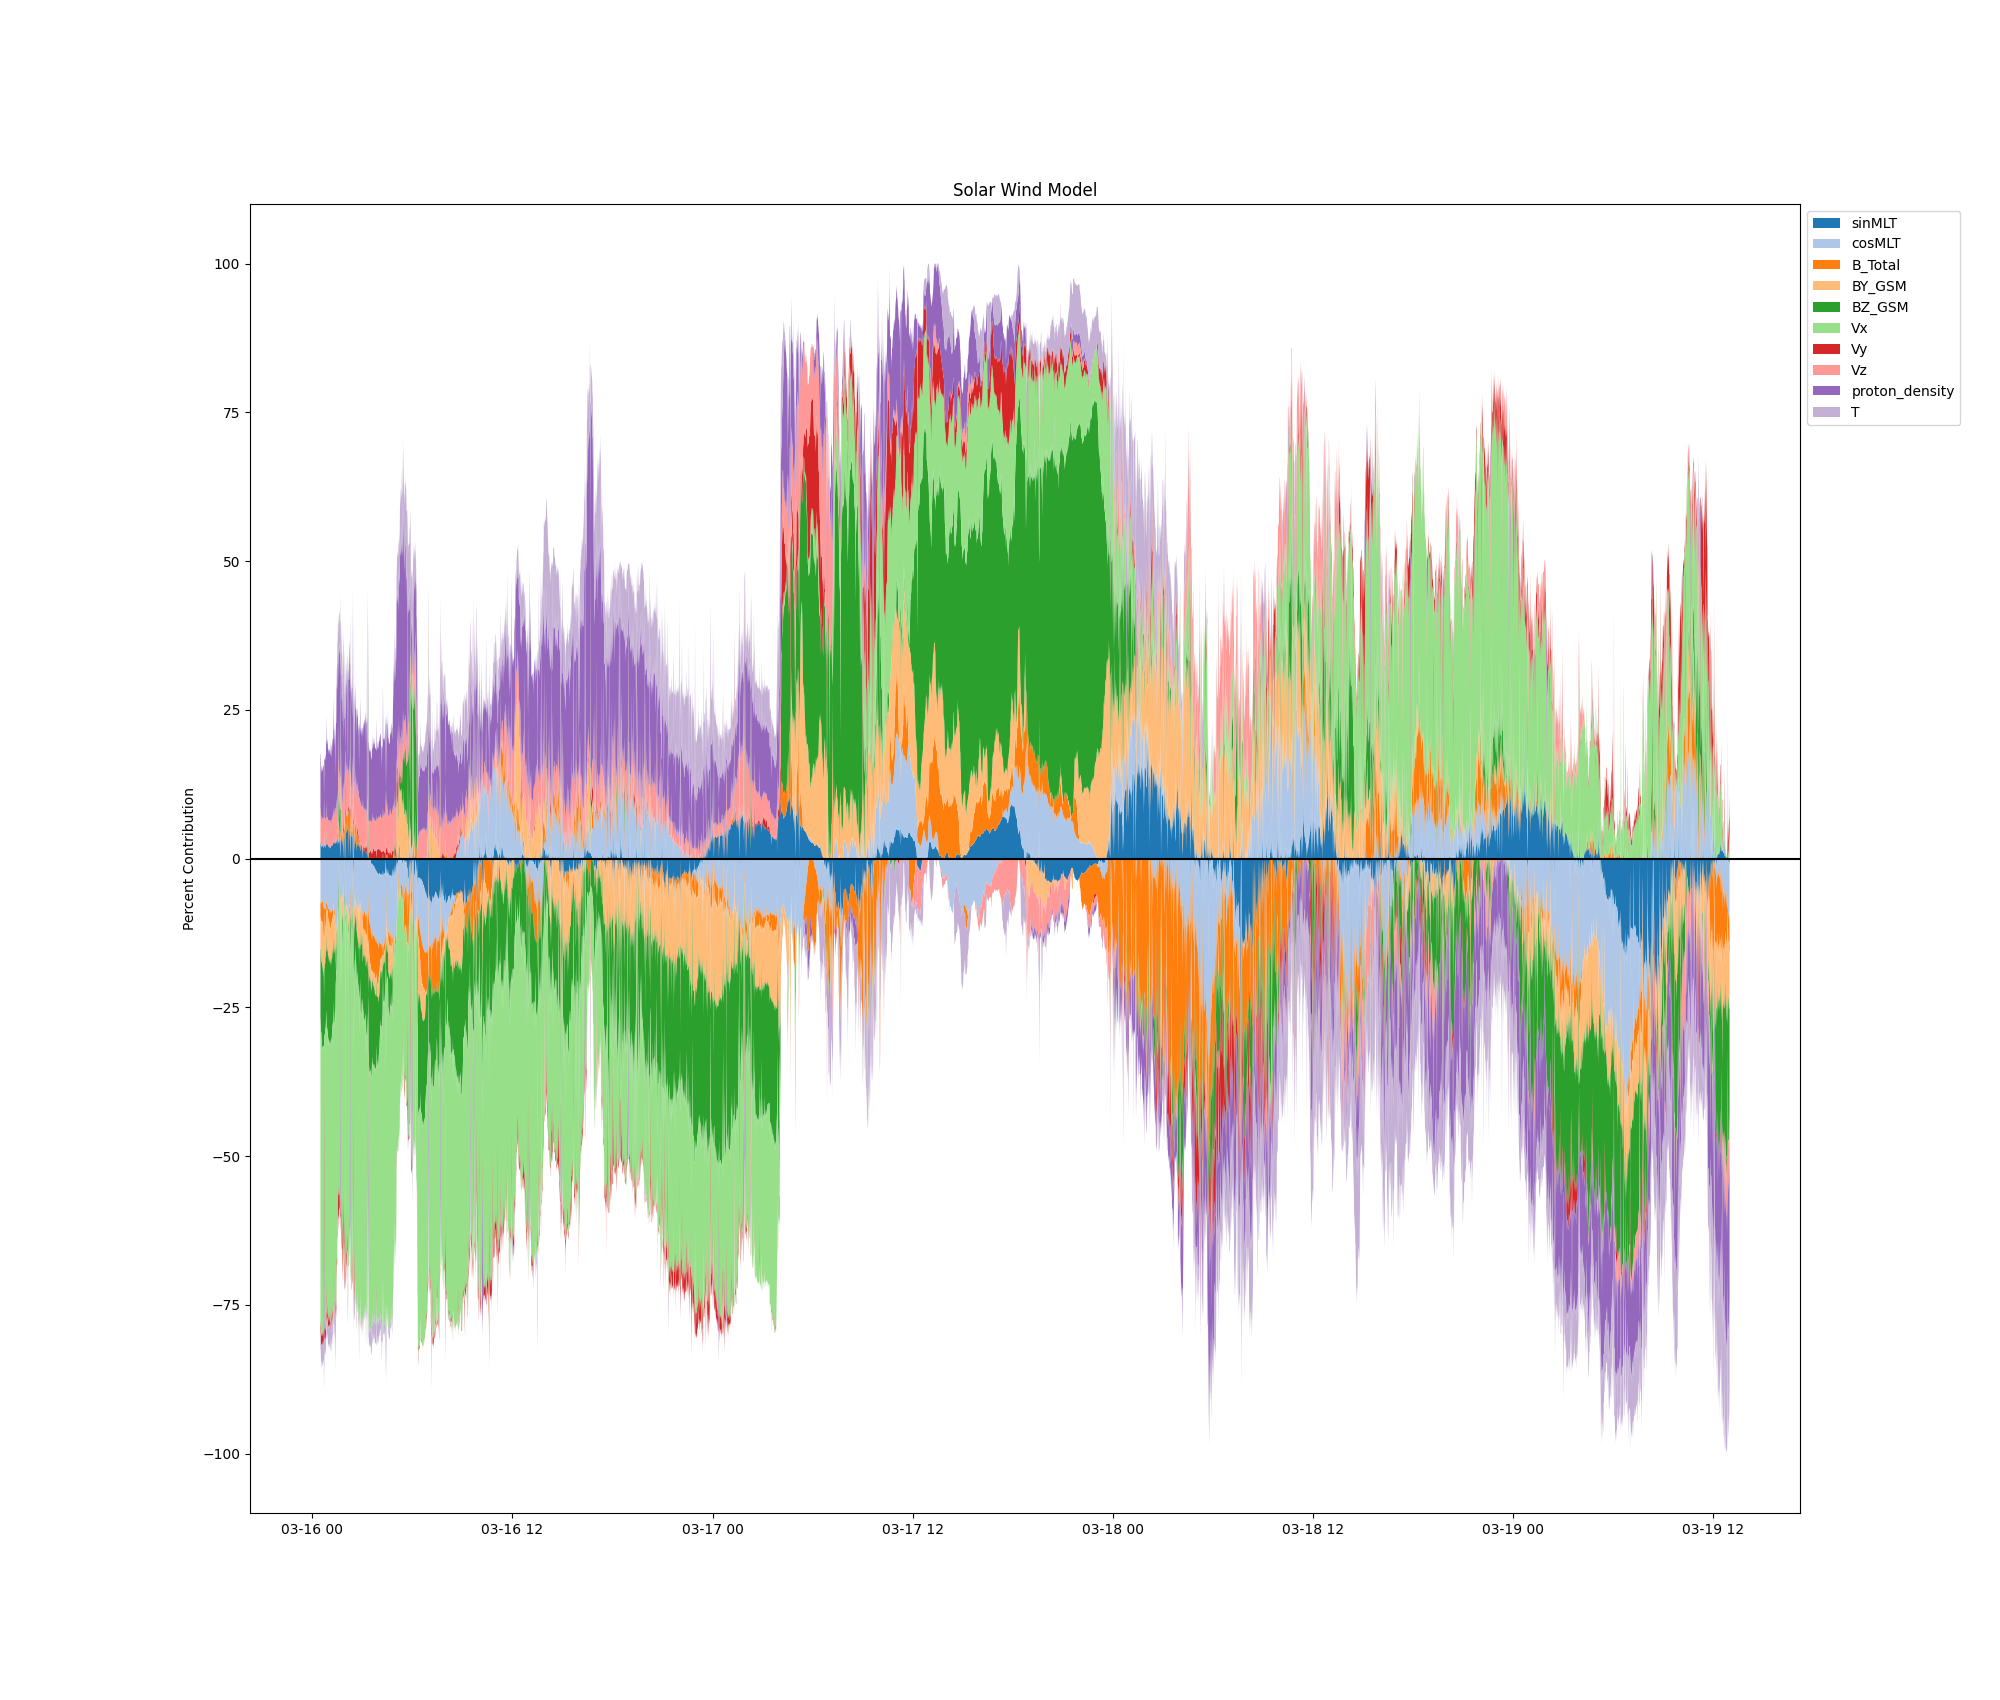 Solar Wind Model
sinMLT
cosMLT
B_Total
BY_GSM
BZ_GSM
Vx
Vy
Vz
proton_density
T
Percent Contribution
100
75
50
25
0
−25
−50
−75
−100
03-16 00
03-16 12
03-17 00
03-17 12
03-18 00
03-18 12
03-19 00
03-19 12